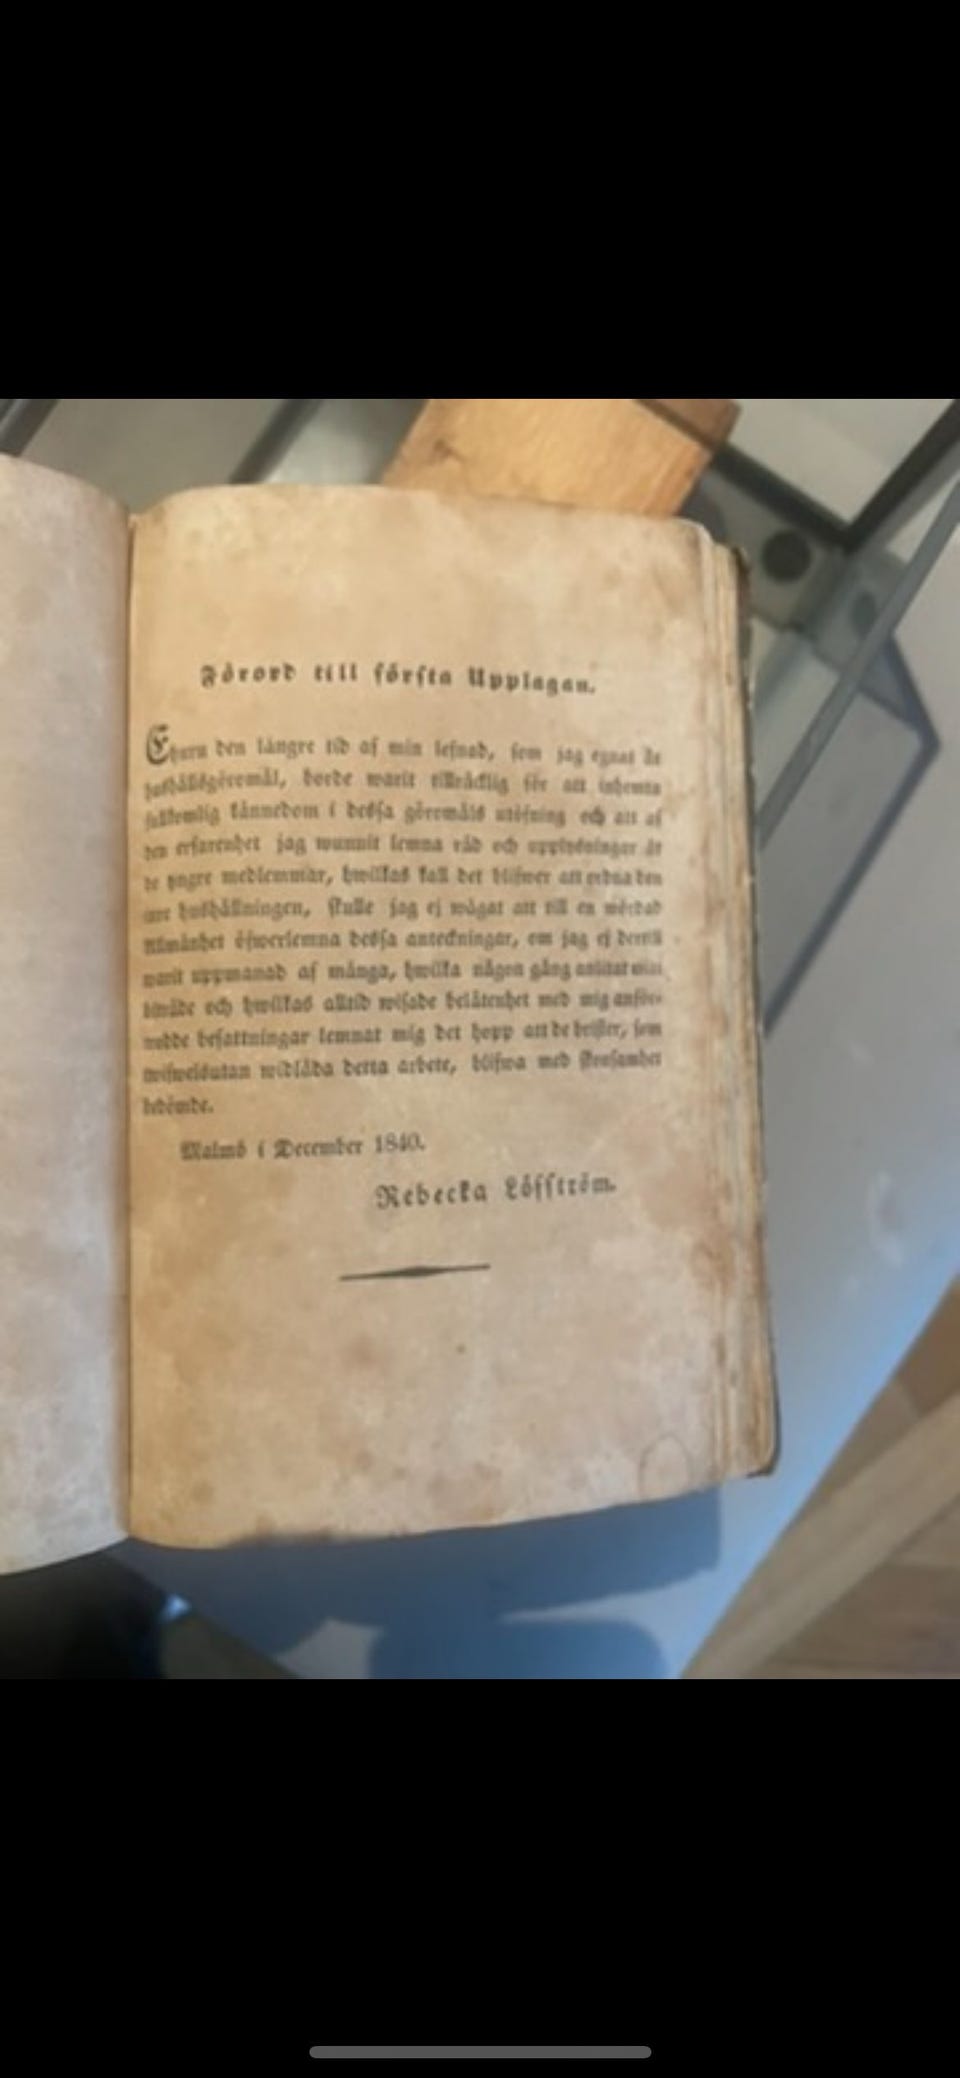 Förord till första Upplagan.
Ehuru den längre tid af min lefnad, som jag egnat åt
hushållsgöromål, borde warit tillräcklig för att inhemta
fullkomlig kännedom i dessa göromåls utöfning och att af
den erfarenhet jag wunnit lemna råd och upplysningar åt
de yngre medlemmar, hwilkas kall det blifwer att ordna den
inre hushållningen, skulle jag ej wågat att till en wördad
Allmänhet öfwerlemna dessa anteckningar, om jag ej dertill
warit uppmanad af många, hwilka någon gång anlitat mitt
biträde och hwilkas alltid wisade belåtenhet med mig anför-
trodde befattningar lemnat mig det hopp att de brister, som
twifwelsutan widlåda detta arbete, blifwa med skonsamhet
bedömde.
Malmö i December 1840.
Rebecka Löfström.